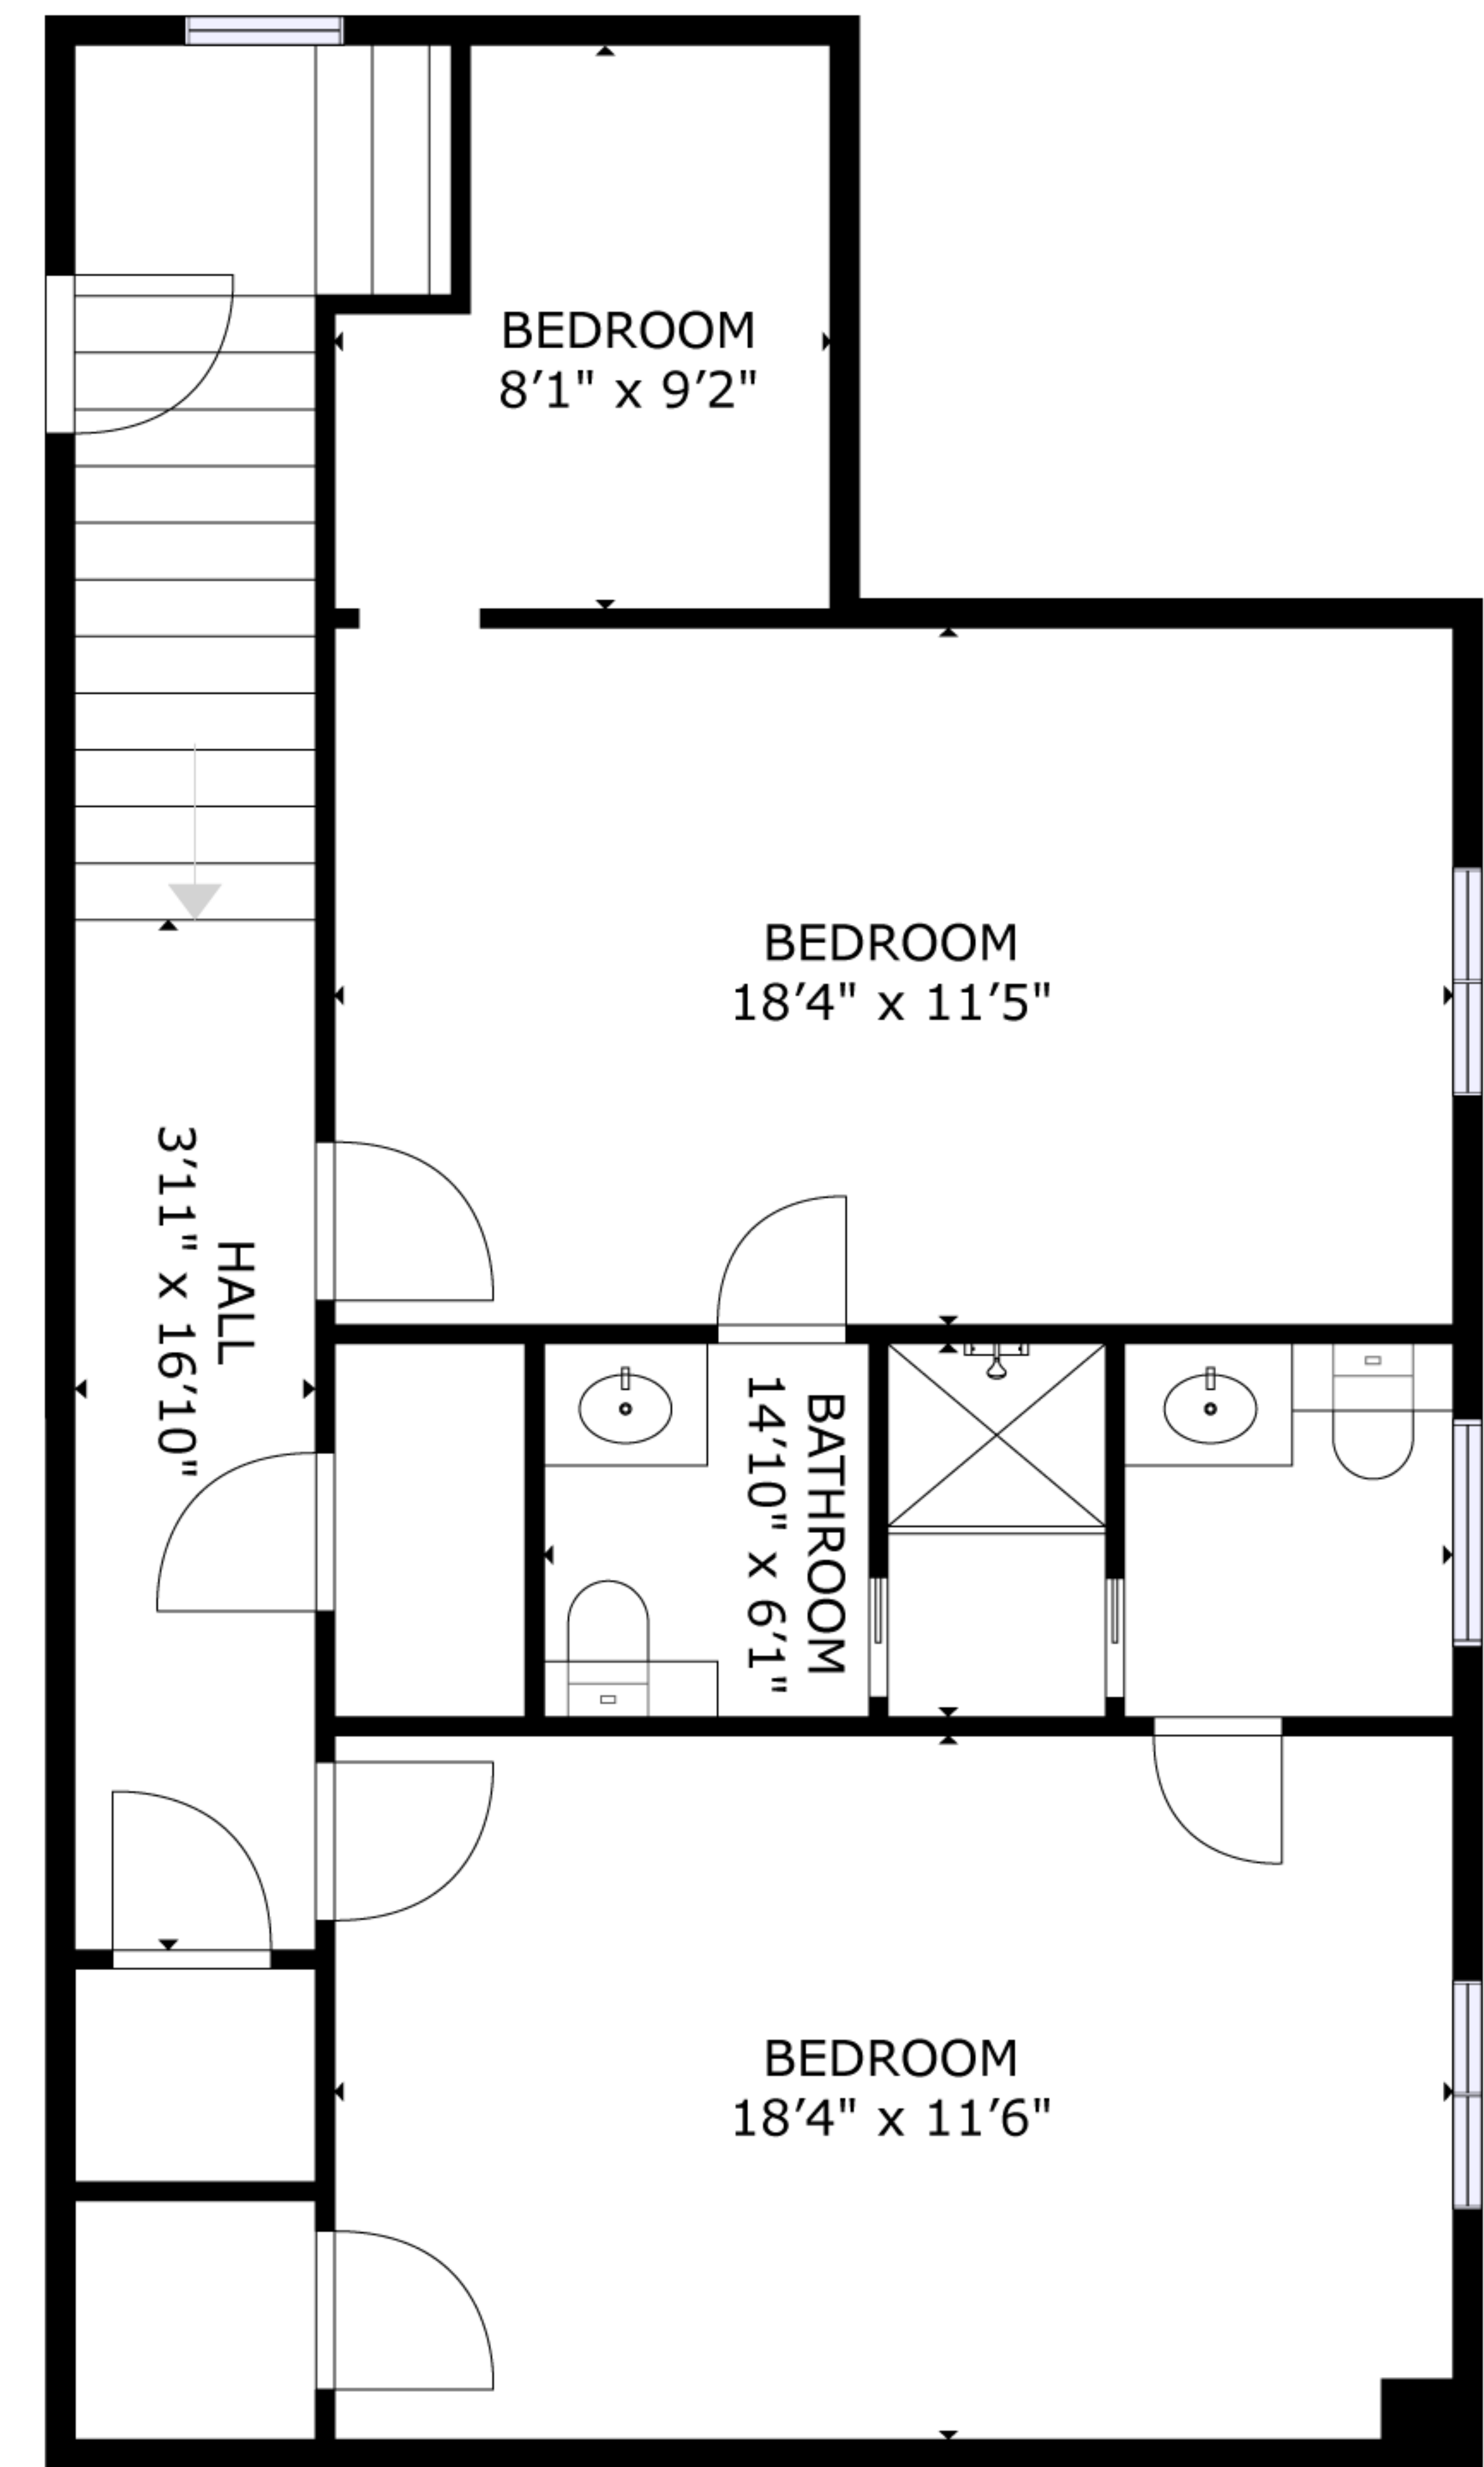 BEDROOM
8′1" x 9′2"
BEDROOM
18′4" x 11′5"
HALL
3′11" x 16′10"
BATHROOM
14′10" x 6′1"
BEDROOM
18′4" x 11′6"